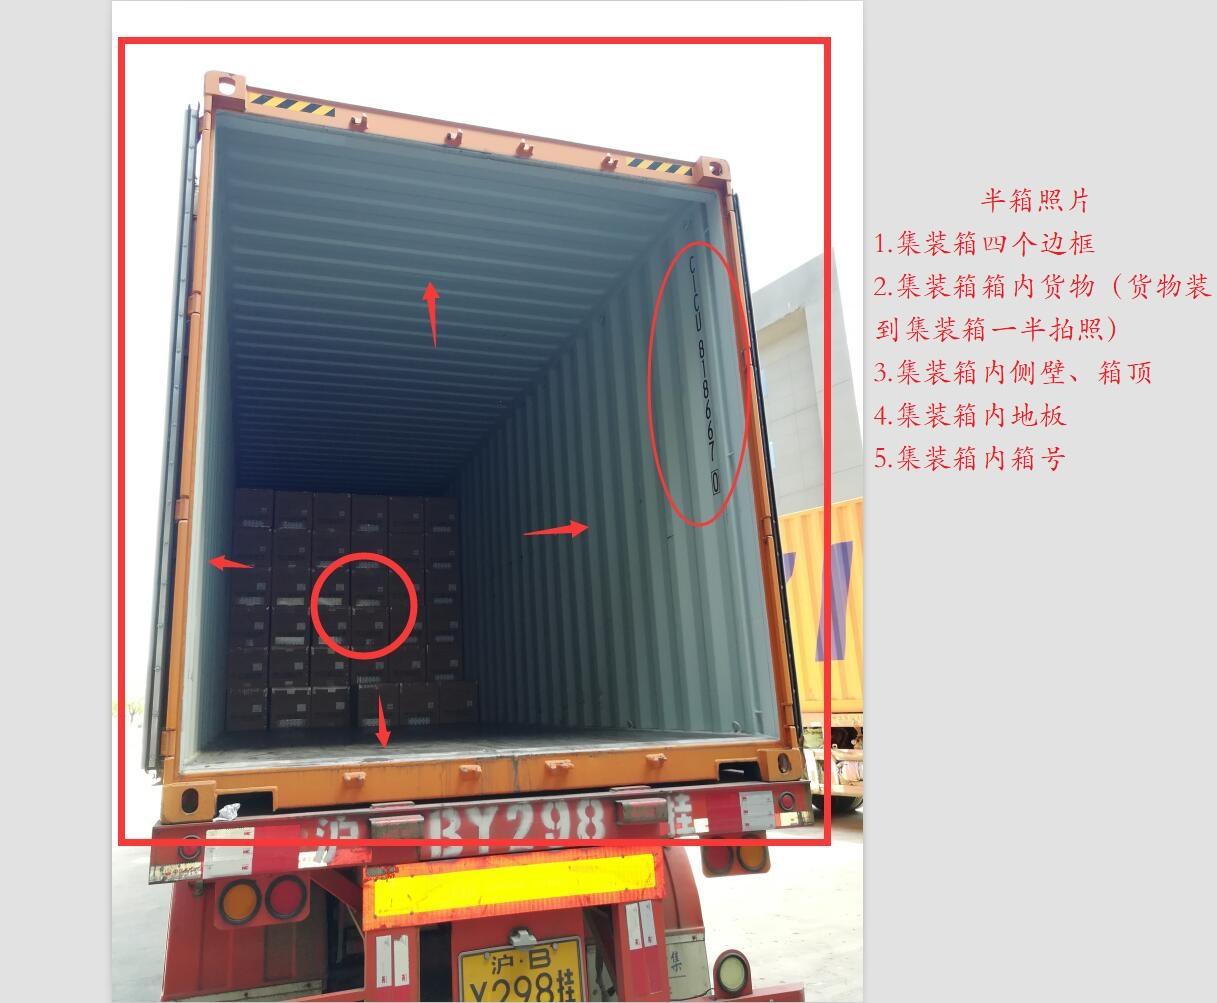 半箱照片
1.集装箱四个边框
2.集装箱箱内货物（货物装
到集装箱一半拍照）
3.集装箱内侧壁、箱顶
4.集装箱内地板
5.集装箱内箱号
CICU 818667 0
沪 BY298 挂
沪·B
Y298挂